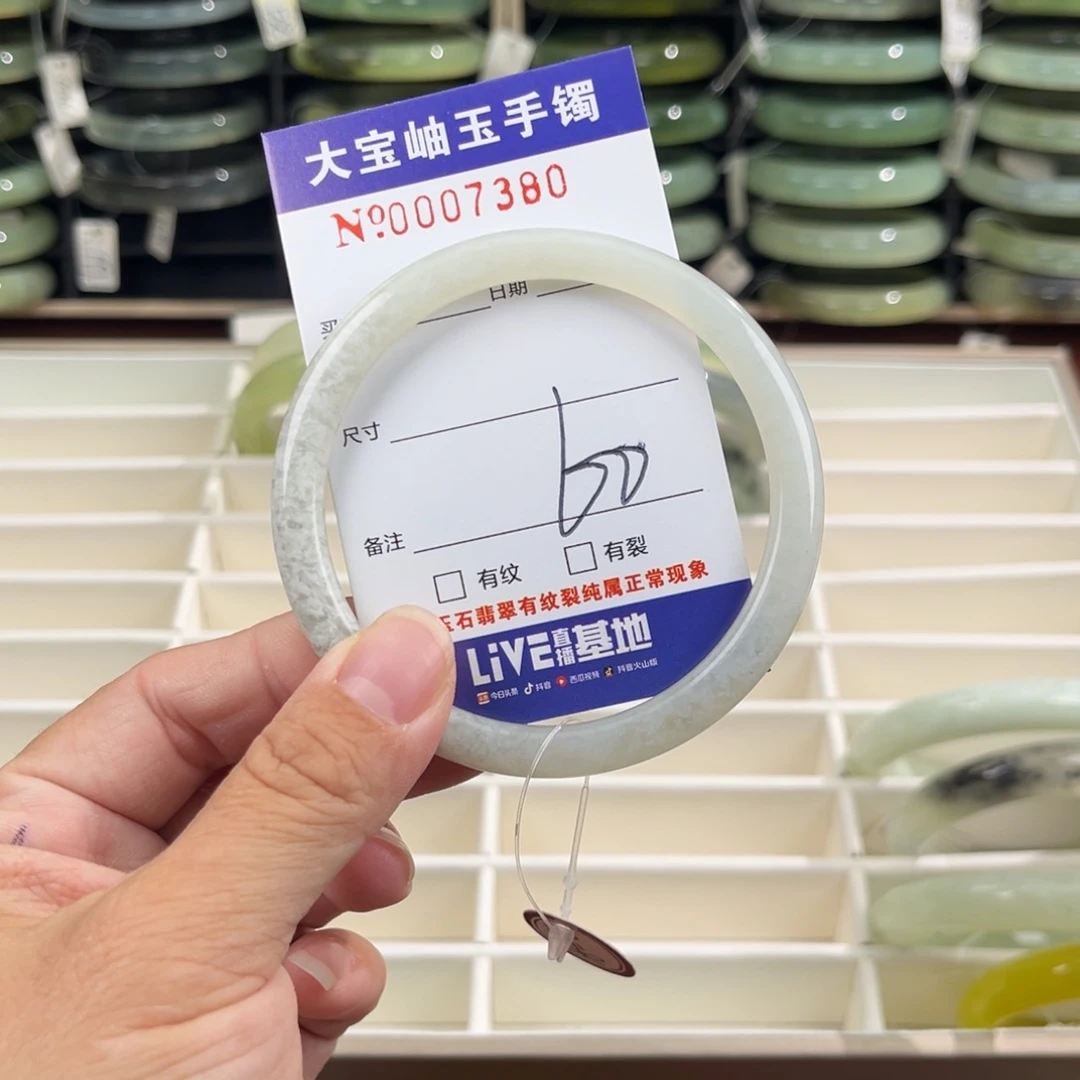 大宝岫玉手镯
Nº:0007380
日期
尺寸
备注
60
有纹 有裂
玉石翡翠有纹裂纯属正常现象
LiVE直播基地
今日头条 抖音 西瓜视频 抖音火山版